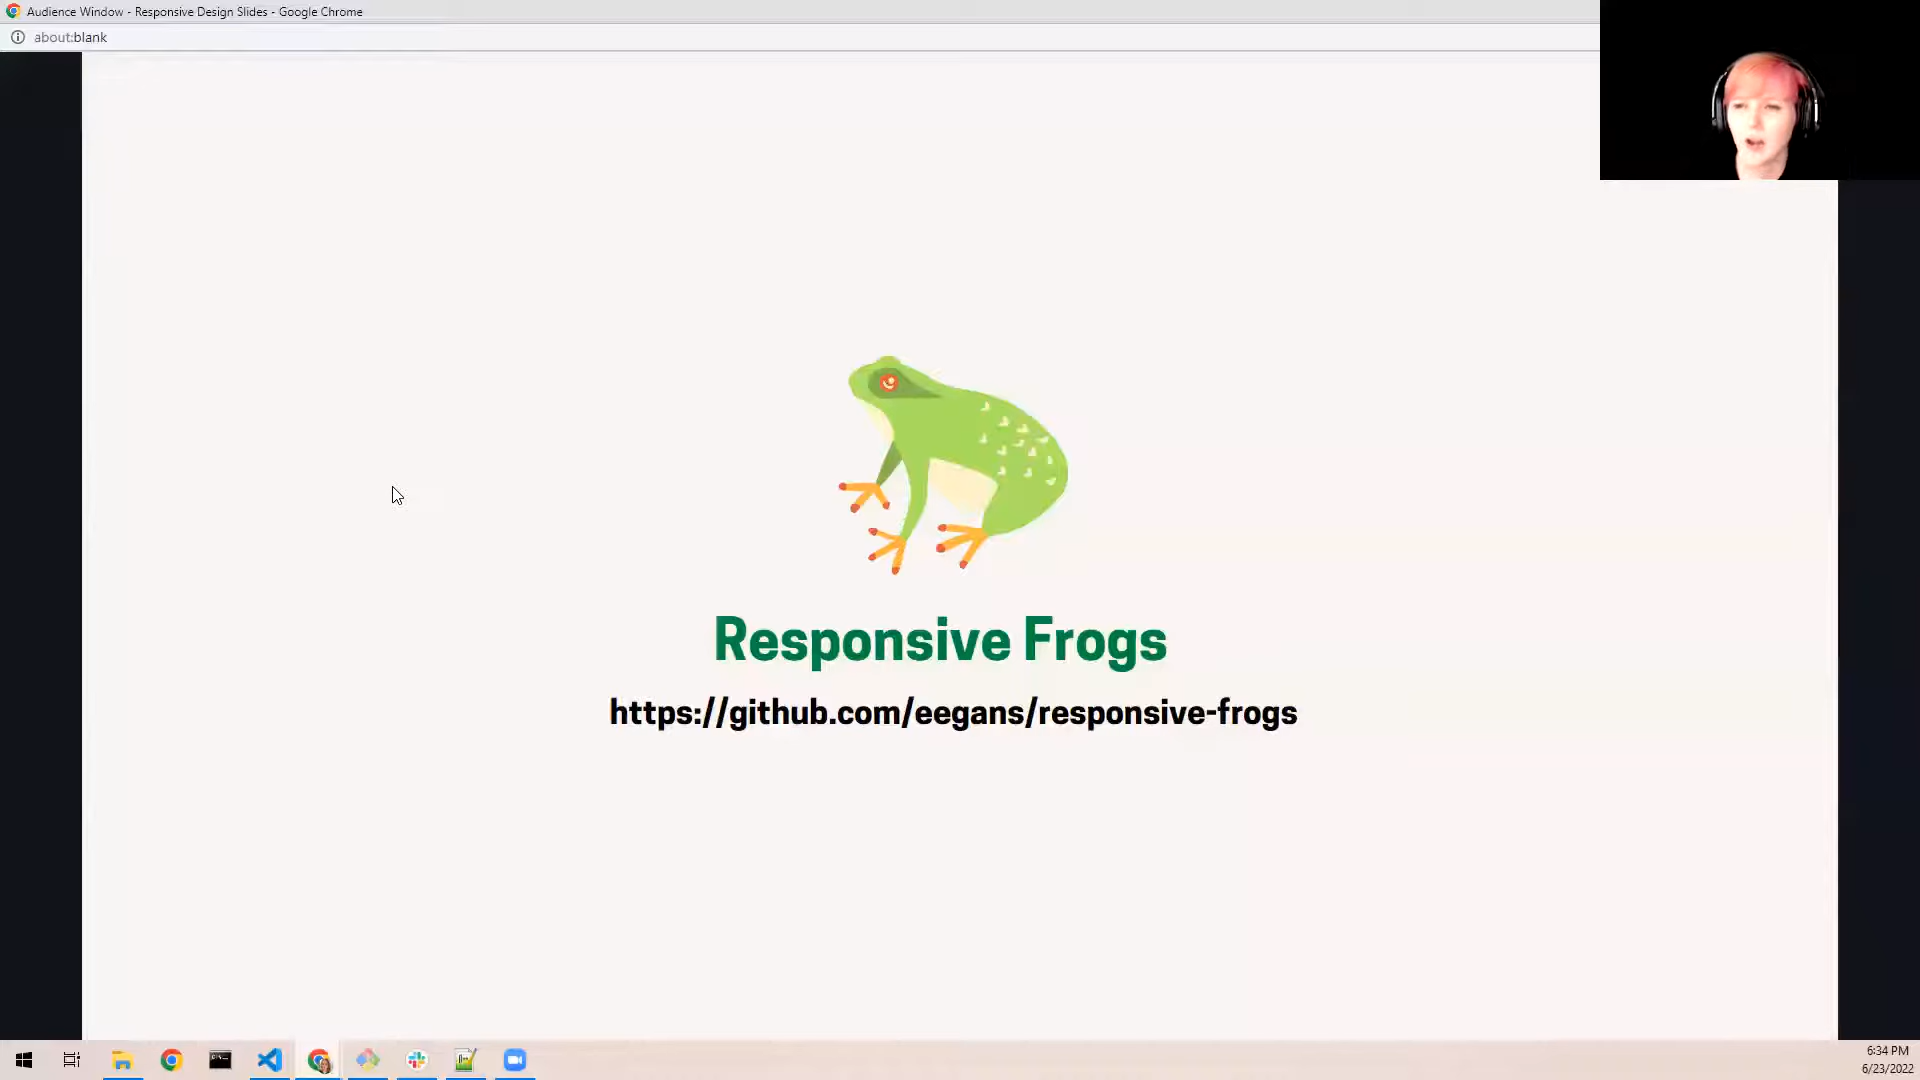 Audience Window - Responsive Design Slides - Google Chrome
about:blank
Responsive Frogs
https://github.com/eegans/responsive-frogs
6:34 PM
6/23/2022